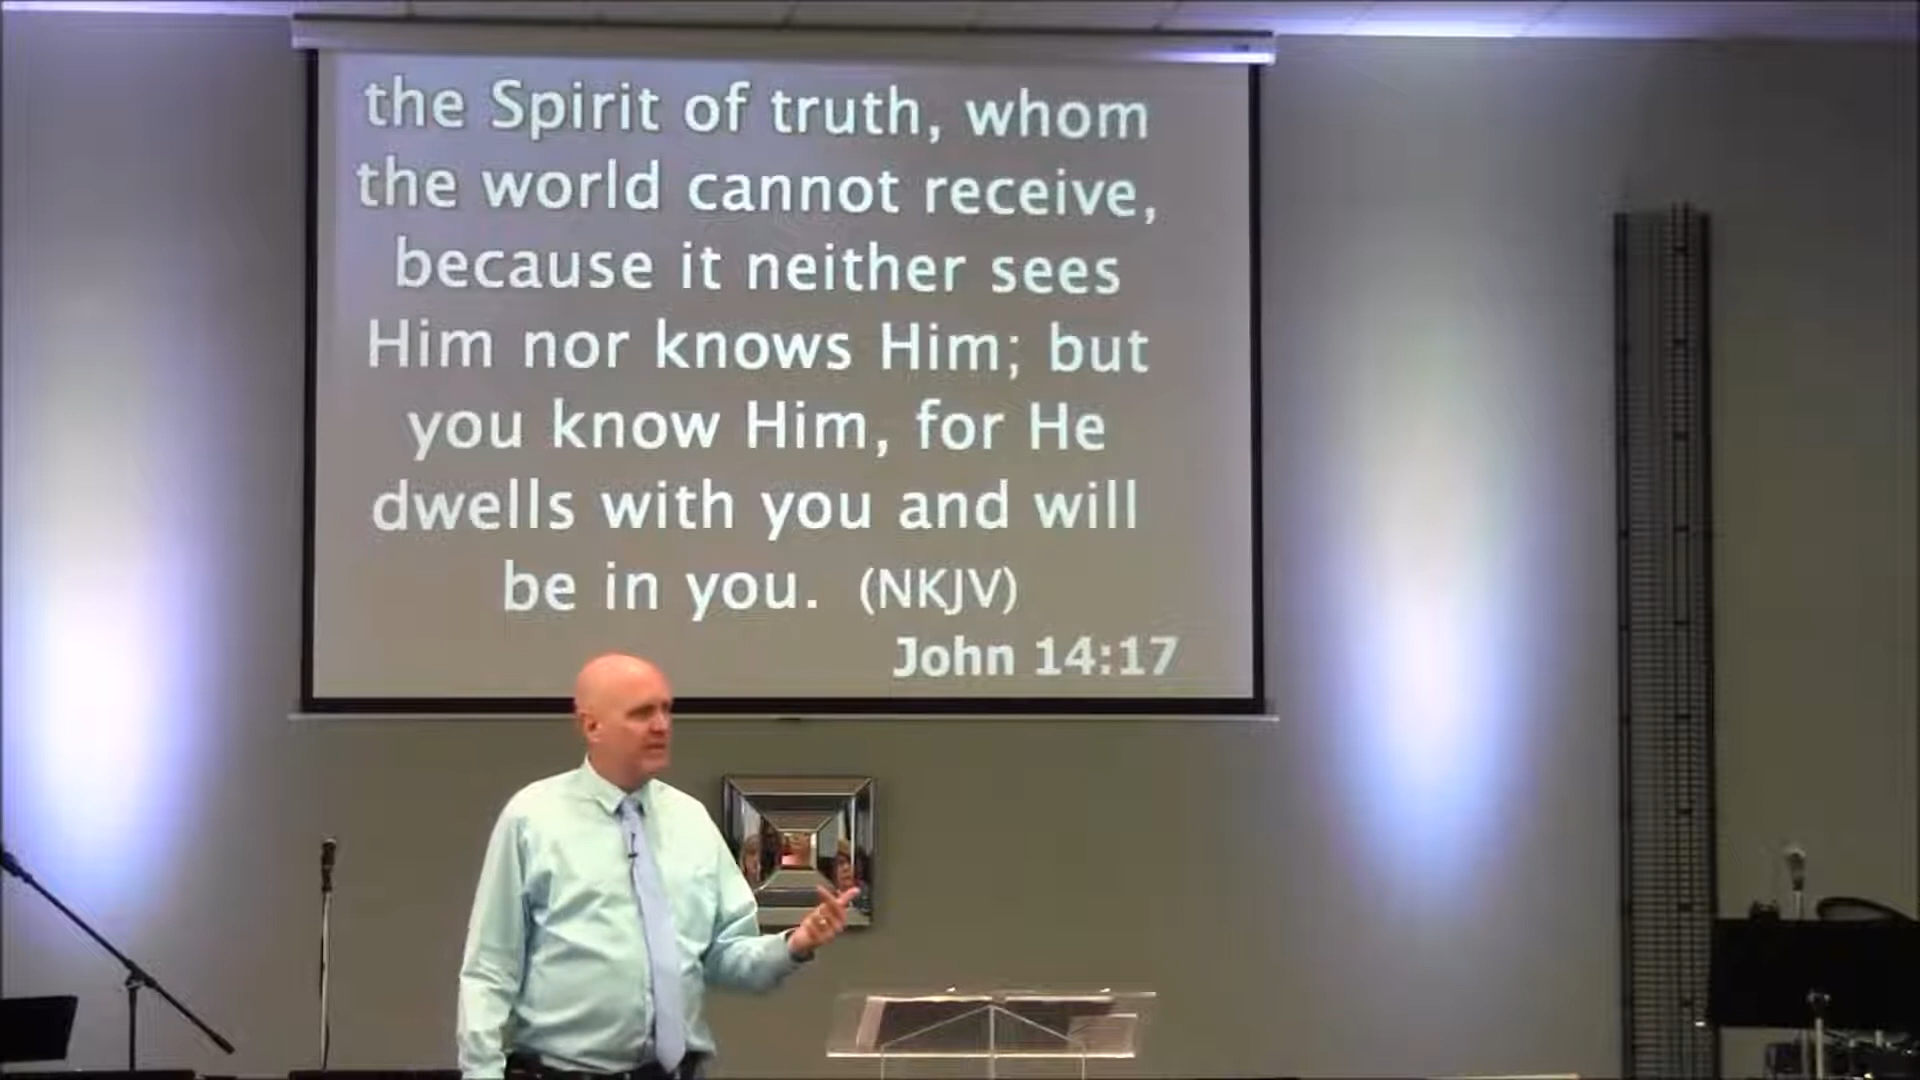 the Spirit of truth, whom
the world cannot receive,
because it neither sees
Him nor knows Him; but
you know Him, for He
dwells with you and will
be in you. (NKJV)
John 14:17